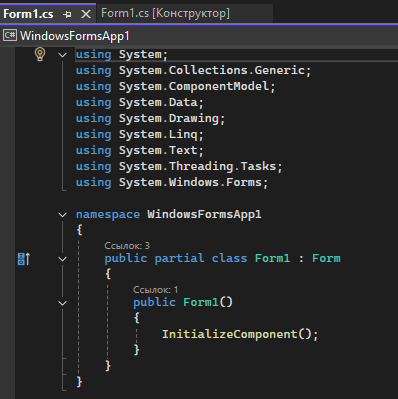 Form1.cs
Form1.cs [Конструктор]
C# WindowsFormsApp1
using System;
using System.Collections.Generic;
using System.ComponentModel;
using System.Data;
using System.Drawing;
using System.Linq;
using System.Text;
using System.Threading.Tasks;
using System.Windows.Forms;
namespace WindowsFormsApp1
{
Ссылок: 3
public partial class Form1 : Form
{
Ссылок: 1
public Form1()
{
InitializeComponent();
}
}
}